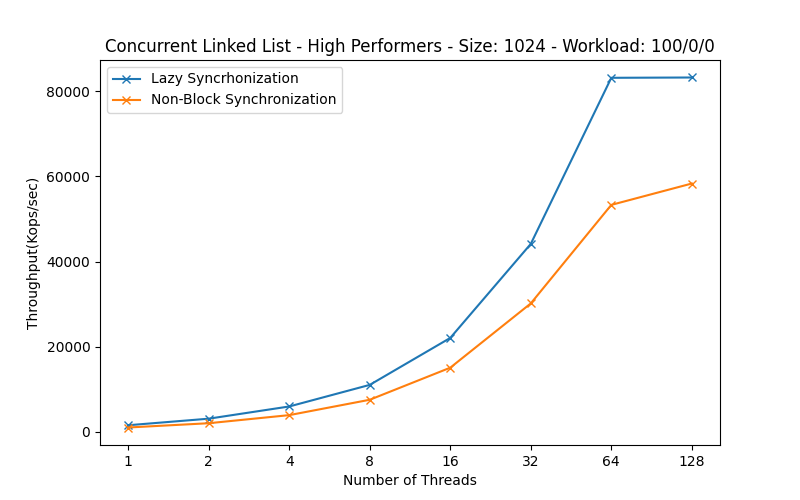 Concurrent Linked List - High Performers - Size: 1024 - Workload: 100/0/0
Lazy Syncrhonization
Non-Block Synchronization
Throughput(Kops/sec)
80000
60000
40000
20000
0
1 2 4 8 16 32 64 128
Number of Threads